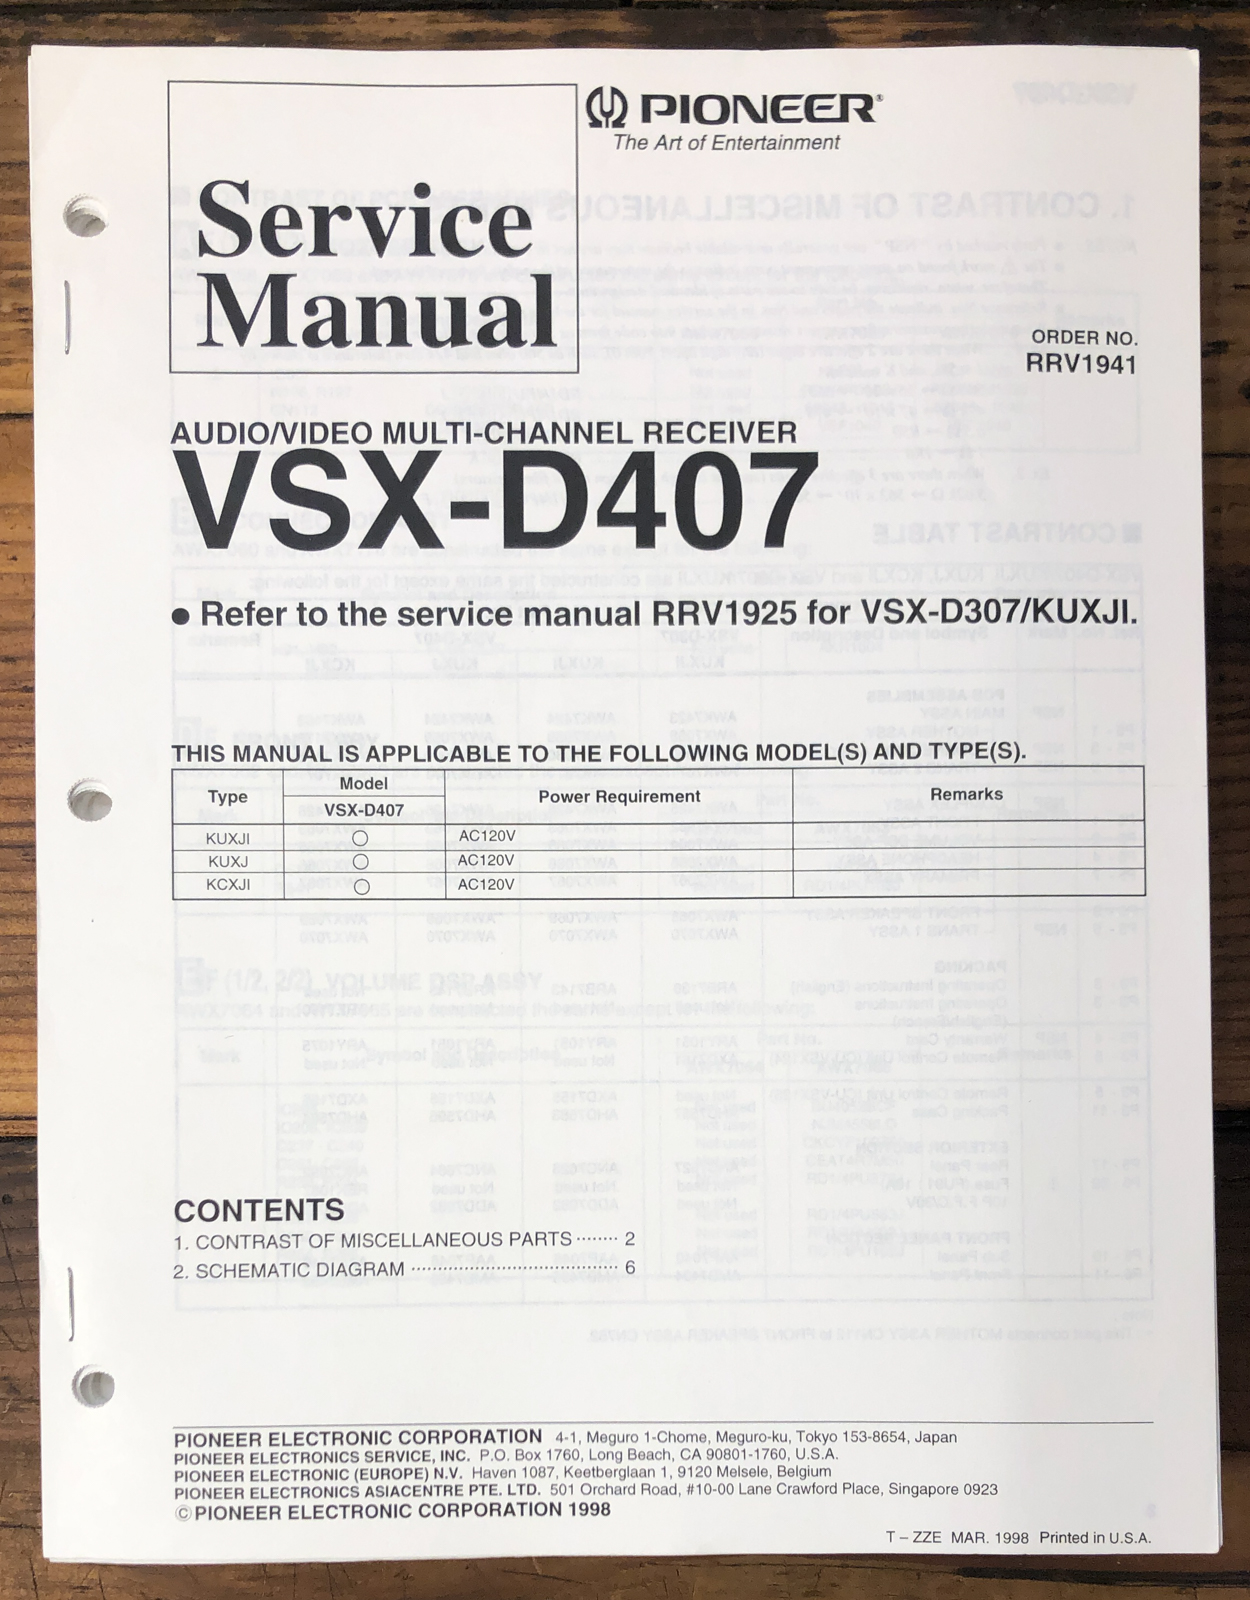 Service
Manual
PIONEER®
The Art of Entertainment
ORDER NO.
RRV1941
AUDIO/VIDEO MULTI-CHANNEL RECEIVER
VSX-D407
● Refer to the service manual RRV1925 for VSX-D307/KUXJI.
THIS MANUAL IS APPLICABLE TO THE FOLLOWING MODEL(S) AND TYPE(S).
Type Model Power Requirement Remarks
VSX-D407
KUXJI ○ AC120V
KUXJ ○ AC120V
KCXJI ○ AC120V
CONTENTS
1. CONTRAST OF MISCELLANEOUS PARTS ········ 2
2. SCHEMATIC DIAGRAM ············································ 6
PIONEER ELECTRONIC CORPORATION 4-1, Meguro 1-Chome, Meguro-ku, Tokyo 153-8654, Japan
PIONEER ELECTRONICS SERVICE, INC. P.O. Box 1760, Long Beach, CA 90801-1760, U.S.A.
PIONEER ELECTRONIC (EUROPE) N.V. Haven 1087, Keetberglaan 1, 9120 Melsele, Belgium
PIONEER ELECTRONICS ASIACENTRE PTE. LTD. 501 Orchard Road, #10-00 Lane Crawford Place, Singapore 0923
© PIONEER ELECTRONIC CORPORATION 1998
T – ZZE MAR. 1998 Printed in U.S.A.